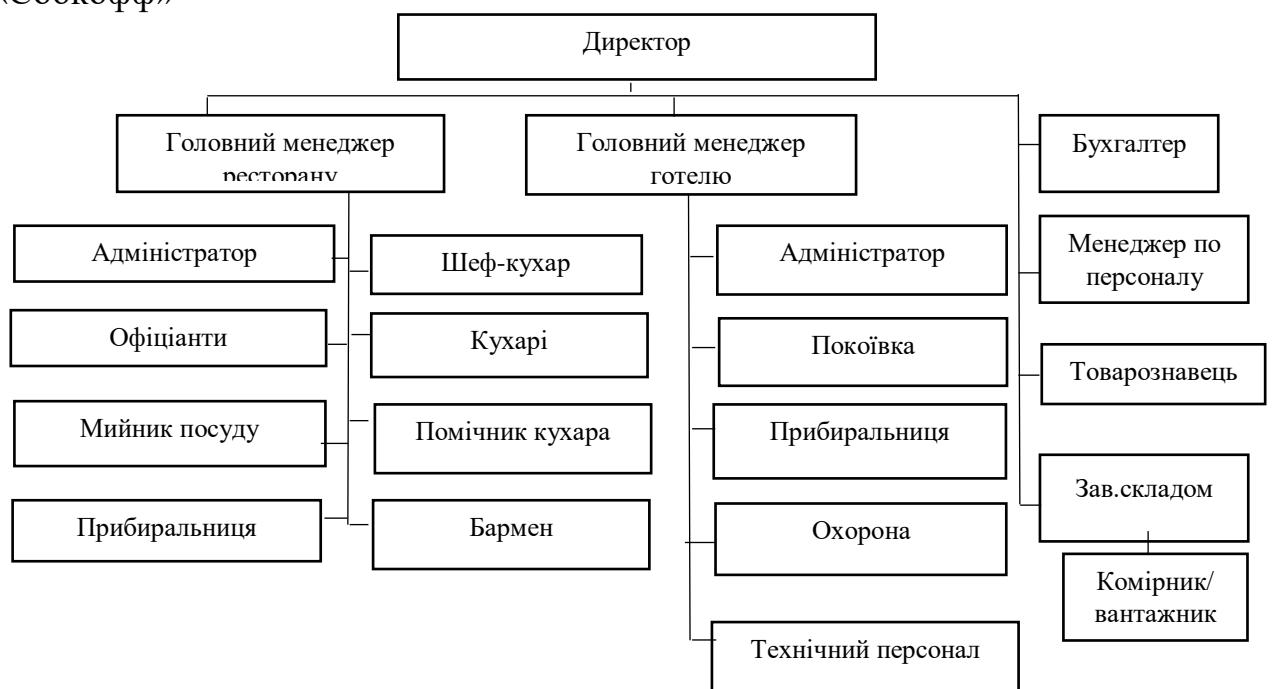 Директор
Головний менеджер
ресторану
Головний менеджер
готелю
Бухгалтер
Адміністратор
Шеф-кухар
Адміністратор
Менеджер по
персоналу
Офіціанти
Кухарі
Покоївка
Товарознавець
Мийник посуду
Помічник кухара
Прибиральниця
Зав.складом
Прибиральниця
Бармен
Охорона
Комірник/
вантажник
Технічний персонал